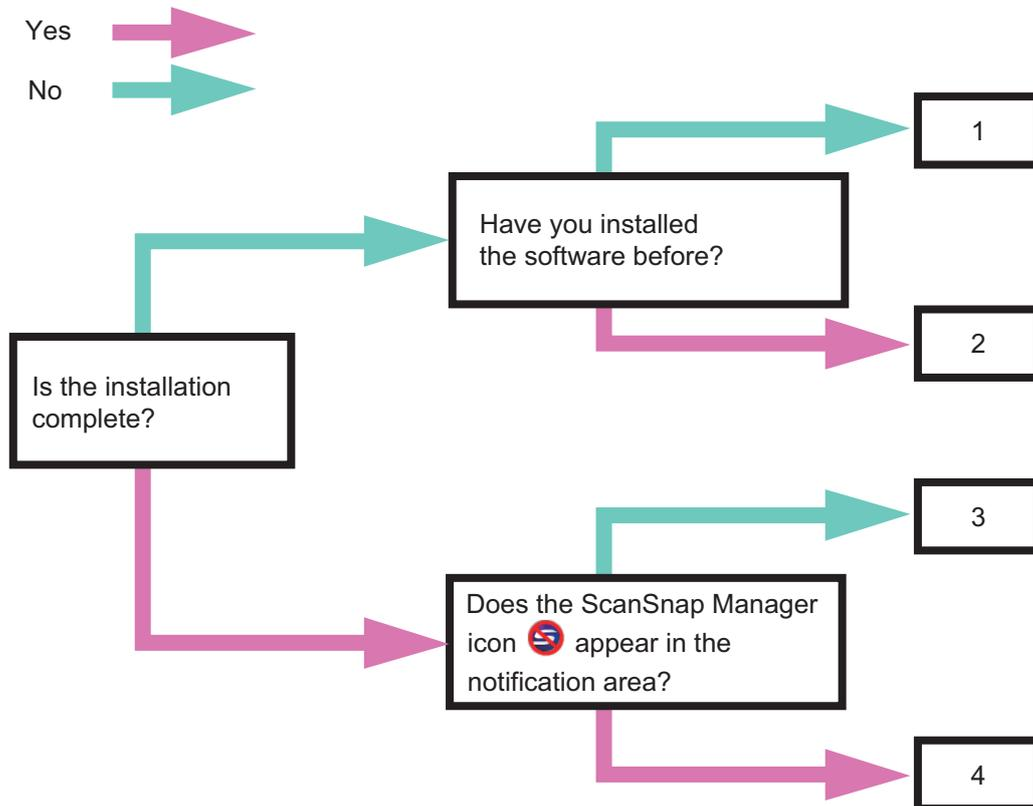 Yes
No
1
Have you installed
the software before?
2
Is the installation
complete?
3
Does the ScanSnap Manager
icon appear in the
notification area?
4